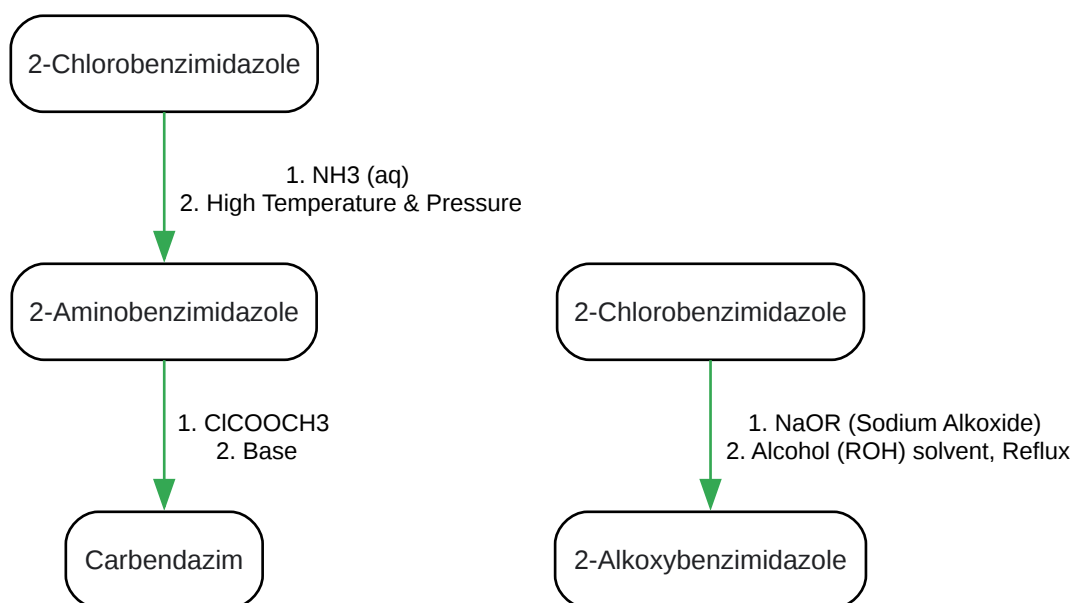 2-Chlorobenzimidazole
1. NH3 (aq)
2. High Temperature & Pressure
2-Aminobenzimidazole
1. ClCOOCH3
2. Base
Carbendazim
2-Chlorobenzimidazole
1. NaOR (Sodium Alkoxide)
2. Alcohol (ROH) solvent, Reflux
2-Alkoxybenzimidazole